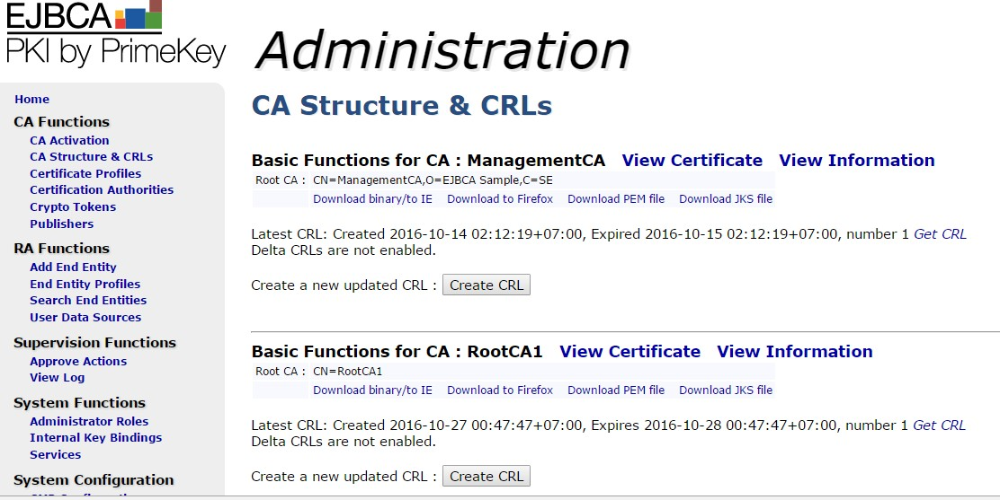 EJBCA
PKI by PrimeKey
Administration
Home
CA Functions
CA Activation
CA Structure & CRLs
Certificate Profiles
Certification Authorities
Crypto Tokens
Publishers
RA Functions
Add End Entity
End Entity Profiles
Search End Entities
User Data Sources
Supervision Functions
Approve Actions
View Log
System Functions
Administrator Roles
Internal Key Bindings
Services
System Configuration
CA Structure & CRLs
Basic Functions for CA : ManagementCA View Certificate View Information
Root CA : CN=ManagementCA,O=EJBCA Sample,C=SE
Download binary/to IE Download to Firefox Download PEM file Download JKS file
Latest CRL: Created 2016-10-14 02:12:19+07:00, Expired 2016-10-15 02:12:19+07:00, number 1 Get CRL
Delta CRLs are not enabled.
Create a new updated CRL : Create CRL
Basic Functions for CA : RootCA1 View Certificate View Information
Root CA : CN=RootCA1
Download binary/to IE Download to Firefox Download PEM file Download JKS file
Latest CRL: Created 2016-10-27 00:47:47+07:00, Expires 2016-10-28 00:47:47+07:00, number 1 Get CRL
Delta CRLs are not enabled.
Create a new updated CRL : Create CRL